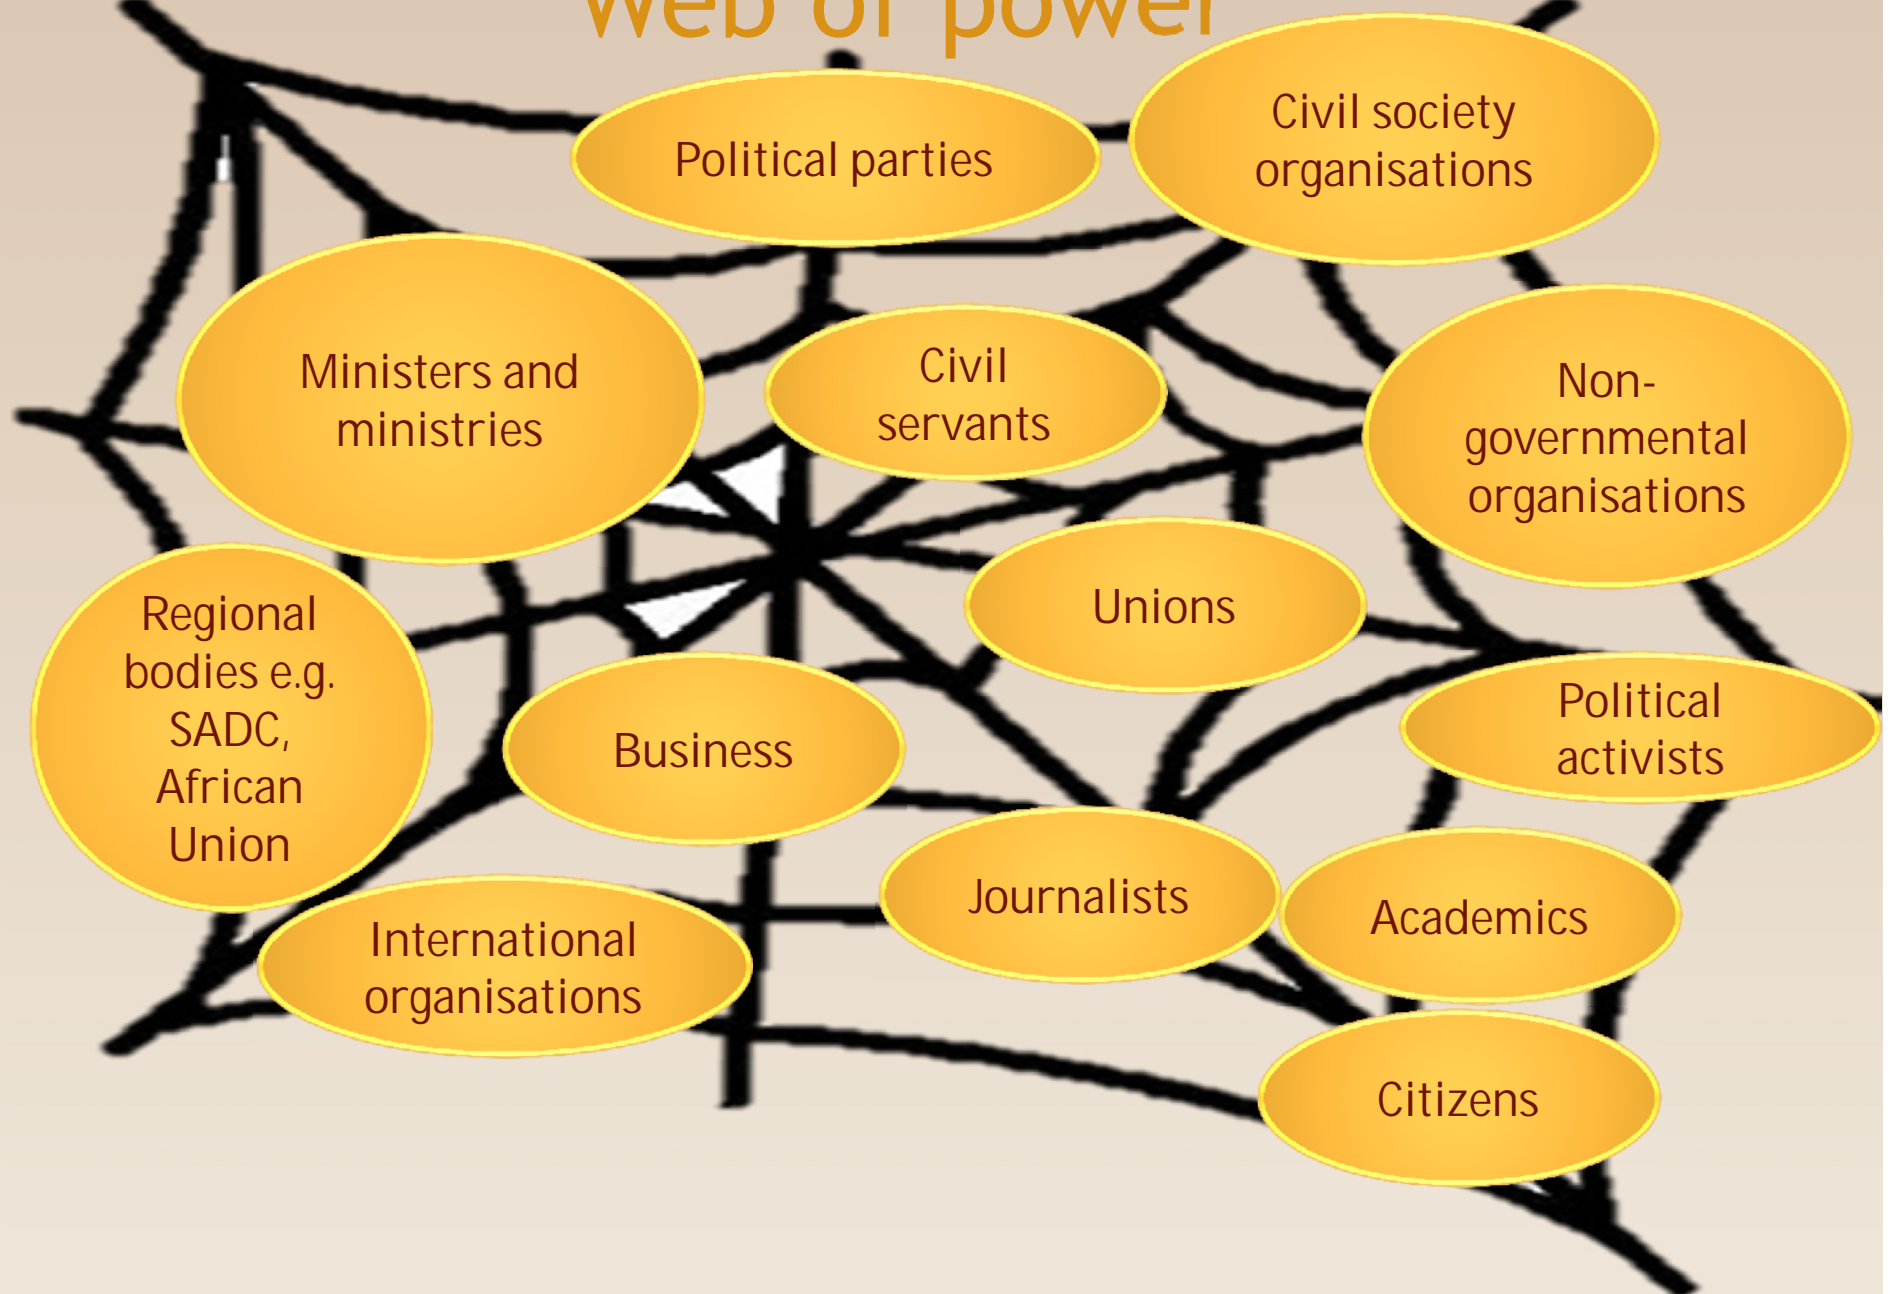 Web of power
Political parties
Civil society
organisations
Ministers and
ministries
Civil
servants
Non-
governmental
organisations
Unions
Regional
bodies e.g.
SADC,
African
Union
Business
Political
activists
Journalists
Academics
International
organisations
Citizens